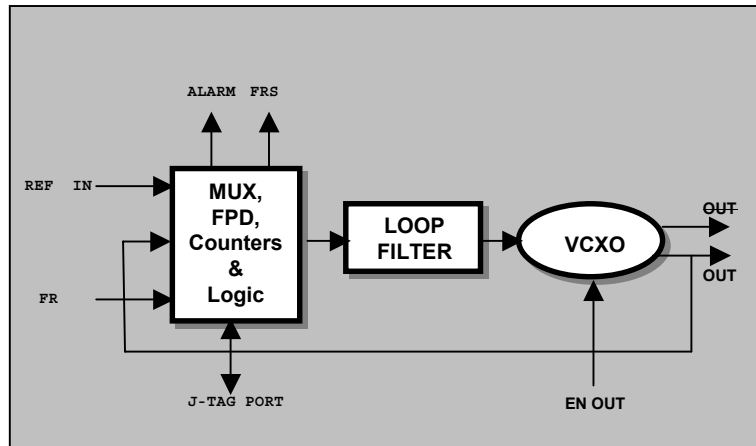 ALARM FRS
REF IN
MUX,
FPD,
Counters
&
Logic
LOOP
FILTER
VCXO
OUT
OUT
FR
J-TAG PORT
EN OUT